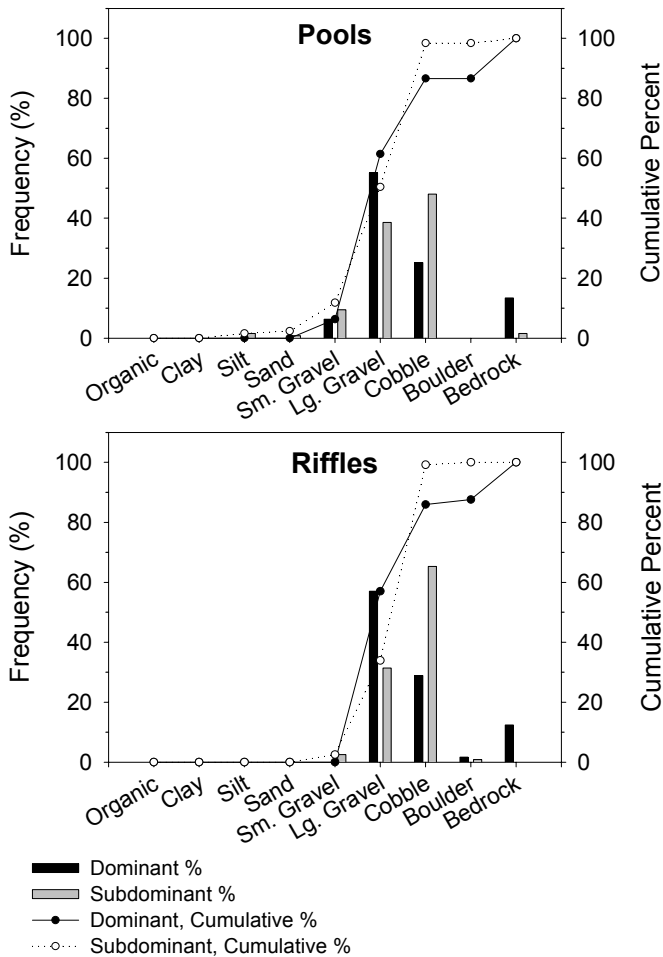 Pools
Frequency (%)
Cumulative Percent
100
80
60
40
20
0
100
80
60
40
20
0
Organic
Clay
Silt
Sand
Sm. Gravel
Lg. Gravel
Cobble
Boulder
Bedrock
Riffles
Frequency (%)
Cumulative Percent
100
80
60
40
20
0
100
80
60
40
20
0
Organic
Clay
Silt
Sand
Sm. Gravel
Lg. Gravel
Cobble
Boulder
Bedrock
Dominant %
Subdominant %
Dominant, Cumulative %
Subdominant, Cumulative %